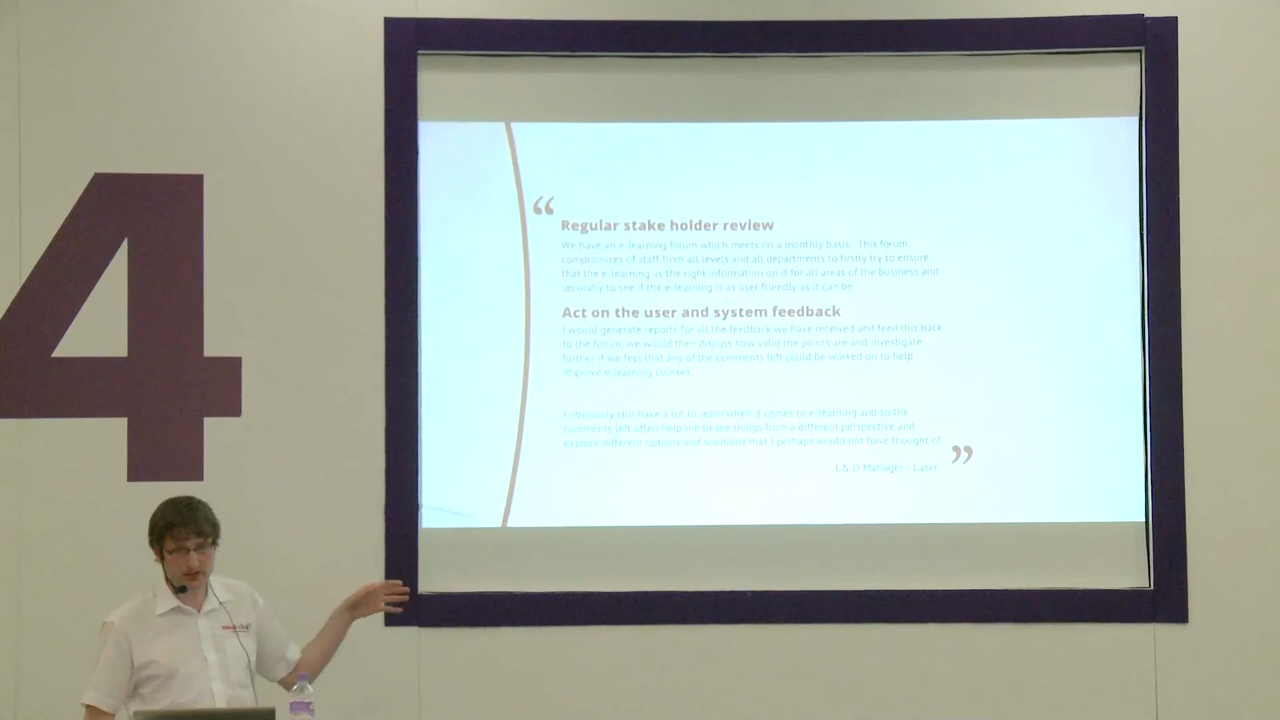 4
“
Regular stake holder review
We have an e-learning forum which meets on a monthly basis. This forum
compromises of staff from all levels and all departments to firstly try to ensure
that the e-learning as the right information on it for all areas of the business and
secondly to see if the e-learning is as user friendly as it can be.
Act on the user and system feedback
I would generate reports for all the feedback we have received and feed this back
to the forum, we would then discuss how valid the points are and investigate
further if we feel that any of the comments left could be worked on to help
improve e-learning courses.
I obviously still have a lot to learn when it comes to e-learning and so the
comments left often help me to see things from a different perspective and
explore different options and solutions that I perhaps would not have thought of.
”
L& D Manager - Laser